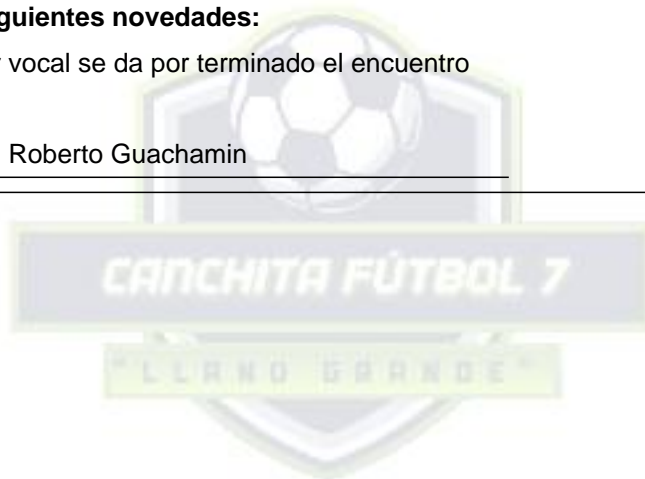 guientes novedades:
vocal se da por terminado el encuentro
Roberto Guachamin
CANCHITA FÚTBOL 7
"LLANO GRANDE"